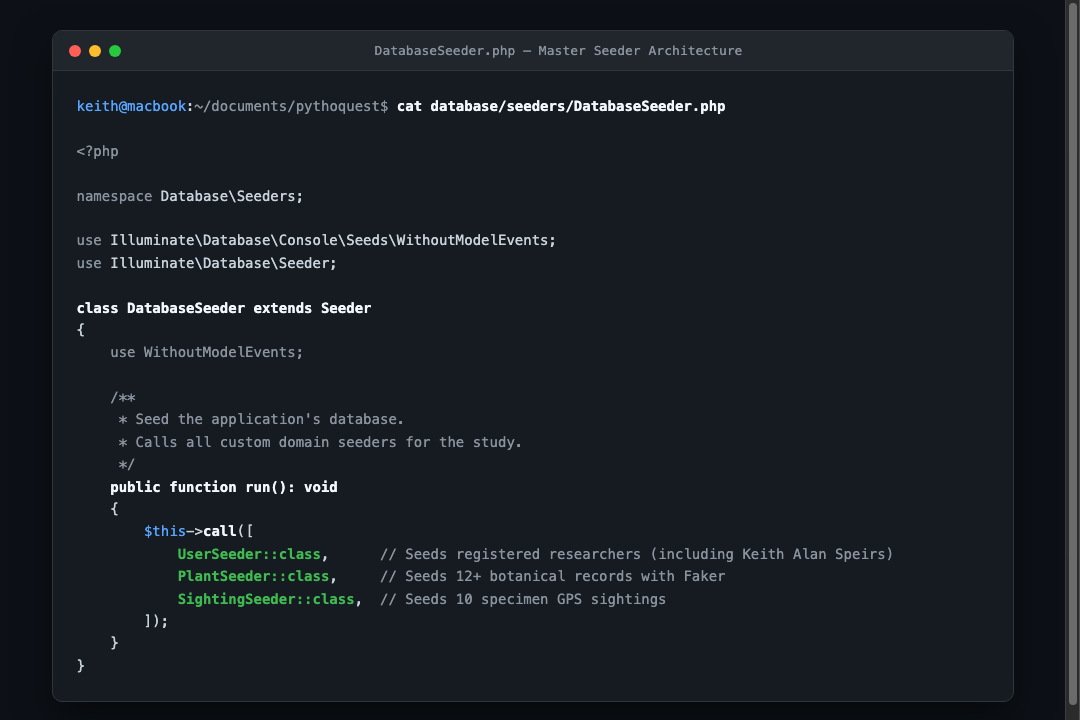 DatabaseSeeder.php — Master Seeder Architecture
keith@macbook:~/documents/pythoquest$ cat database/seeders/DatabaseSeeder.php
<?php
namespace Database\Seeders;
use Illuminate\Database\Console\Seeds\WithoutModelEvents;
use Illuminate\Database\Seeder;
class DatabaseSeeder extends Seeder
{
    use WithoutModelEvents;
    /**
     * Seed the application's database.
     * Calls all custom domain seeders for the study.
     */
    public function run(): void
    {
        $this->call([
            UserSeeder::class,      // Seeds registered researchers (including Keith Alan Speirs)
            PlantSeeder::class,     // Seeds 12+ botanical records with Faker
            SightingSeeder::class,  // Seeds 10 specimen GPS sightings
        ]);
    }
}